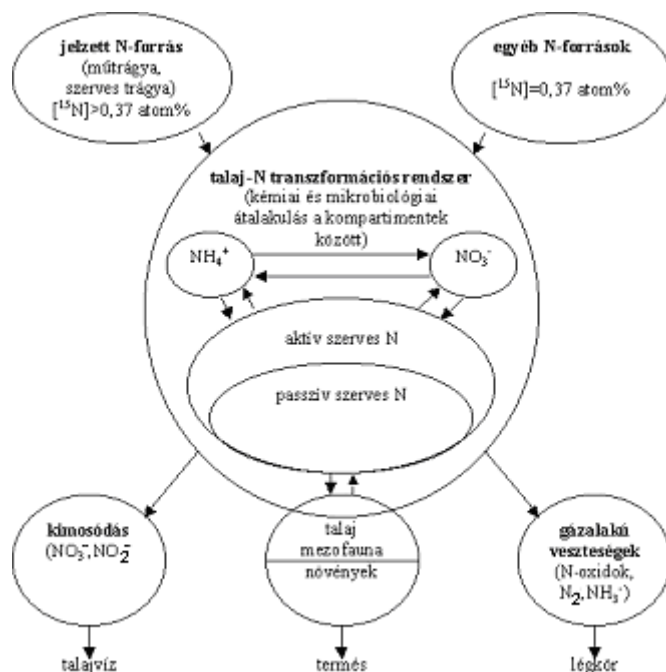 jelzett N-forrás
(műtrágya,
szerves trágya)
[¹⁵N]>0,37 atom%
egyéb N-források
[¹⁵N]=0,37 atom%
talaj-N transzformációs rendszer
(kémiai és mikrobiológiai
átalakulás a kompartimentek
között)
NH₄⁺
NO₃⁻
aktív szerves N
passzív szerves N
kimosódás
(NO₃⁻,NO₂⁻
talajvíz
talaj
mezofauna
növények
termés
gázalakú
veszteségek
(N-oxidok,
N₂,NH₃⁻)
légkör